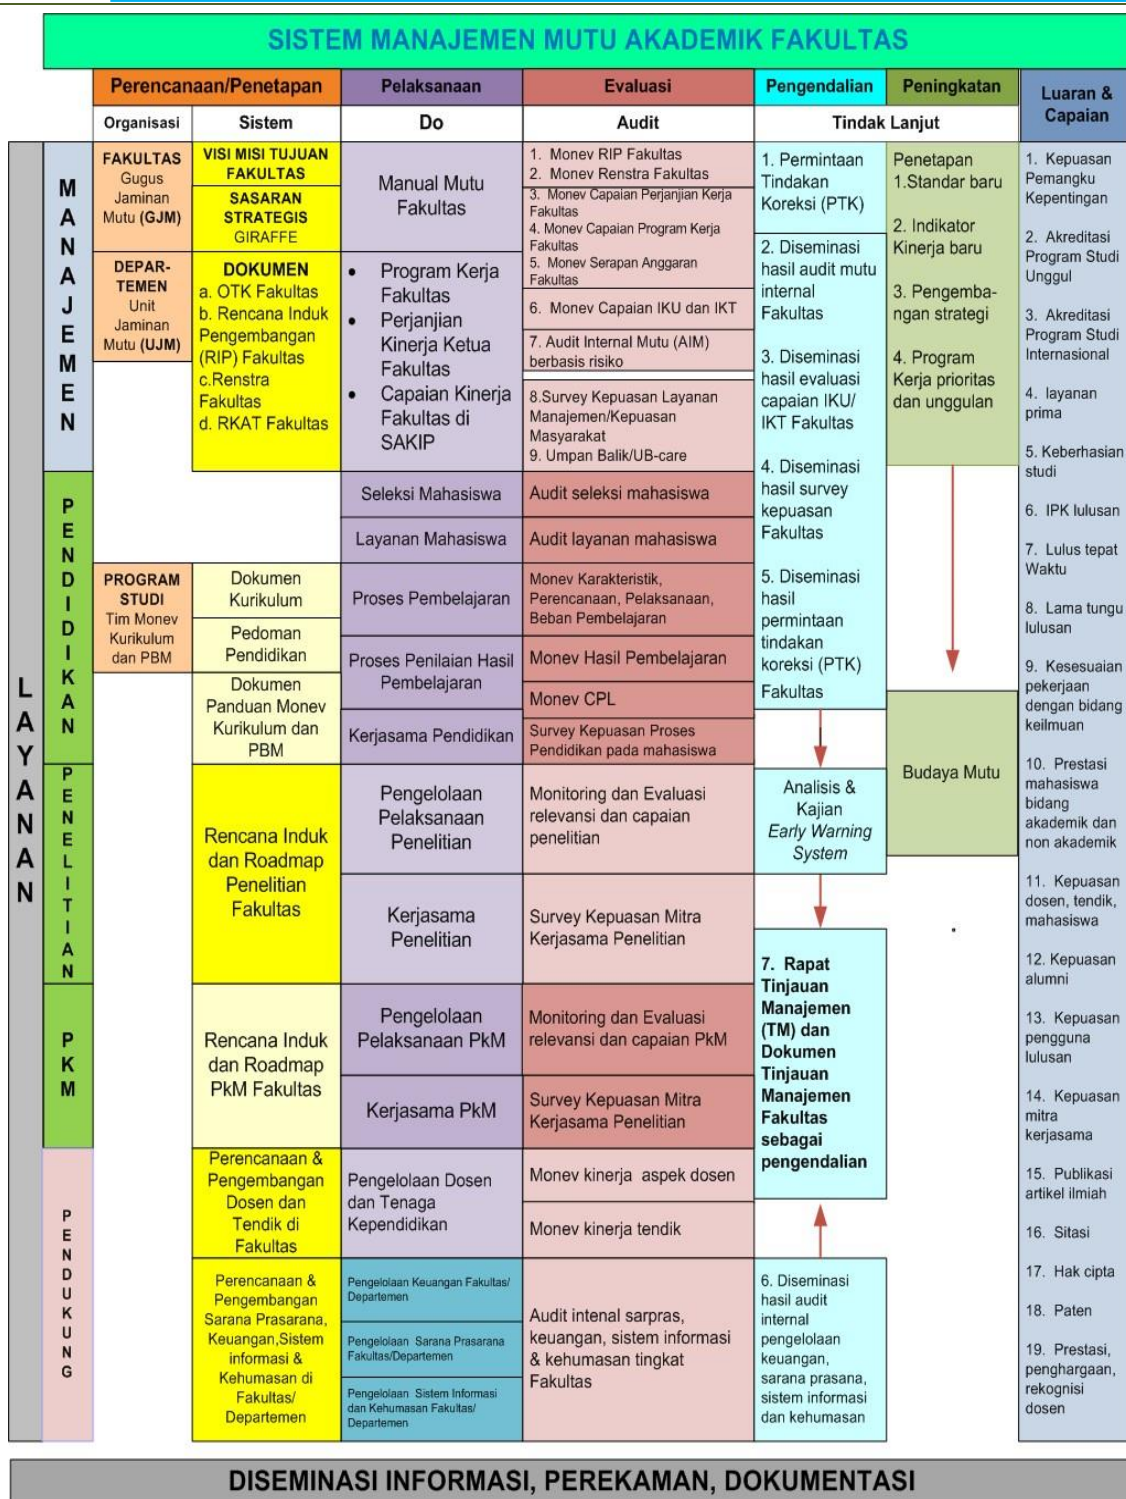 SISTEM MANAJEMEN MUTU AKADEMIK FAKULTAS
Perencanaan/Penetapan
Pelaksanaan
Evaluasi
Pengendalian
Peningkatan
Luaran &
Capaian
Organisasi
Sistem
Do
Audit
Tindak Lanjut
LAYANAN
MANAJEMEN
FAKULTAS
Gugus
Jaminan
Mutu (GJM)
DEPAR-
TEMEN
Unit
Jaminan
Mutu (UJM)
VISI MISI TUJUAN
FAKULTAS
SASARAN
STRATEGIS
GIRAFFE
DOKUMEN
a. OTK Fakultas
b. Rencana Induk
Pengembangan
(RIP) Fakultas
c.Renstra
Fakultas
d. RKAT Fakultas
Manual Mutu
Fakultas
• Program Kerja
Fakultas
• Perjanjian
Kinerja Ketua
Fakultas
• Capaian Kinerja
Fakultas di
SAKIP
1. Monev RIP Fakultas
2. Monev Renstra Fakultas
3. Monev Capaian Perjanjian Kerja
Fakultas
4. Monev Capaian Program Kerja
Fakultas
5. Monev Serapan Anggaran
Fakultas
6. Monev Capaian IKU dan IKT
7. Audit Internal Mutu (AIM)
berbasis risiko
8.Survey Kepuasan Layanan
Manajemen/Kepuasan
Masyarakat
9. Umpan Balik/UB-care
1. Permintaan
Tindakan
Koreksi (PTK)
2. Diseminasi
hasil audit mutu
internal
Fakultas
3. Diseminasi
hasil evaluasi
capaian IKU/
IKT Fakultas
4. Diseminasi
hasil survey
kepuasan
Fakultas
5. Diseminasi
hasil
permintaan
tindakan
koreksi (PTK)
Fakultas
Analisis &
Kajian
Early Warning
System
7. Rapat
Tinjauan
Manajemen
(TM) dan
Dokumen
Tinjauan
Manajemen
Fakultas
sebagai
pengendalian
6. Diseminasi
hasil audit
internal
pengelolaan
keuangan,
sarana prasana,
sistem informasi
dan kehumasan
Penetapan
1.Standar baru
2. Indikator
Kinerja baru
3. Pengemba-
ngan strategi
4. Program
Kerja prioritas
dan unggulan
Budaya Mutu
1. Kepuasan
Pemangku
Kepentingan
2. Akreditasi
Program Studi
Unggul
3. Akreditasi
Program Studi
Internasional
4. layanan
prima
5. Keberhasian
studi
6. IPK lulusan
7. Lulus tepat
Waktu
8. Lama tungu
lulusan
9. Kesesuaian
pekerjaan
dengan bidang
keilmuan
10. Prestasi
mahasiswa
bidang
akademik dan
non akademik
11. Kepuasan
dosen, tendik,
mahasiswa
12. Kepuasan
alumni
13. Kepuasan
pengguna
lulusan
14. Kepuasan
mitra
kerjasama
15. Publikasi
artikel ilmiah
16. Sitasi
17. Hak cipta
18. Paten
19. Prestasi,
penghargaan,
rekognisi
dosen
PENDIDIKAN
PROGRAM
STUDI
Tim Monev
Kurikulum
dan PBM
Dokumen
Kurikulum
Pedoman
Pendidikan
Dokumen
Panduan Monev
Kurikulum dan
PBM
Seleksi Mahasiswa
Layanan Mahasiswa
Proses Pembelajaran
Proses Penilaian Hasil
Pembelajaran
Kerjasama Pendidikan
Audit seleksi mahasiswa
Audit layanan mahasiswa
Monev Karakteristik,
Perencanaan, Pelaksanaan,
Beban Pembelajaran
Monev Hasil Pembelajaran
Monev CPL
Survey Kepuasan Proses
Pendidikan pada mahasiswa
PENELITIAN
Rencana Induk
dan Roadmap
Penelitian
Fakultas
Pengelolaan
Pelaksanaan
Penelitian
Kerjasama
Penelitian
Monitoring dan Evaluasi
relevansi dan capaian
penelitian
Survey Kepuasan Mitra
Kerjasama Penelitian
PKM
Rencana Induk
dan Roadmap
PkM Fakultas
Pengelolaan
Pelaksanaan PkM
Kerjasama PkM
Monitoring dan Evaluasi
relevansi dan capaian PkM
Survey Kepuasan Mitra
Kerjasama Penelitian
PENDUKUNG
Perencanaan &
Pengembangan
Dosen dan
Tendik di
Fakultas
Perencanaan &
Pengembangan
Sarana Prasarana,
Keuangan,Sistem
informasi &
Kehumasan di
Fakultas/
Departemen
Pengelolaan Dosen
dan Tenaga
Kependidikan
Pengelolaan Keuangan Fakultas/
Departemen
Pengelolaan Sarana Prasarana
Fakultas/Departemen
Pengelolaan Sistem Informasi
dan Kehumasan Fakultas/
Departemen
Monev kinerja aspek dosen
Monev kinerja tendik
Audit intenal sarpras,
keuangan, sistem informasi
& kehumasan tingkat
Fakultas
DISEMINASI INFORMASI, PEREKAMAN, DOKUMENTASI